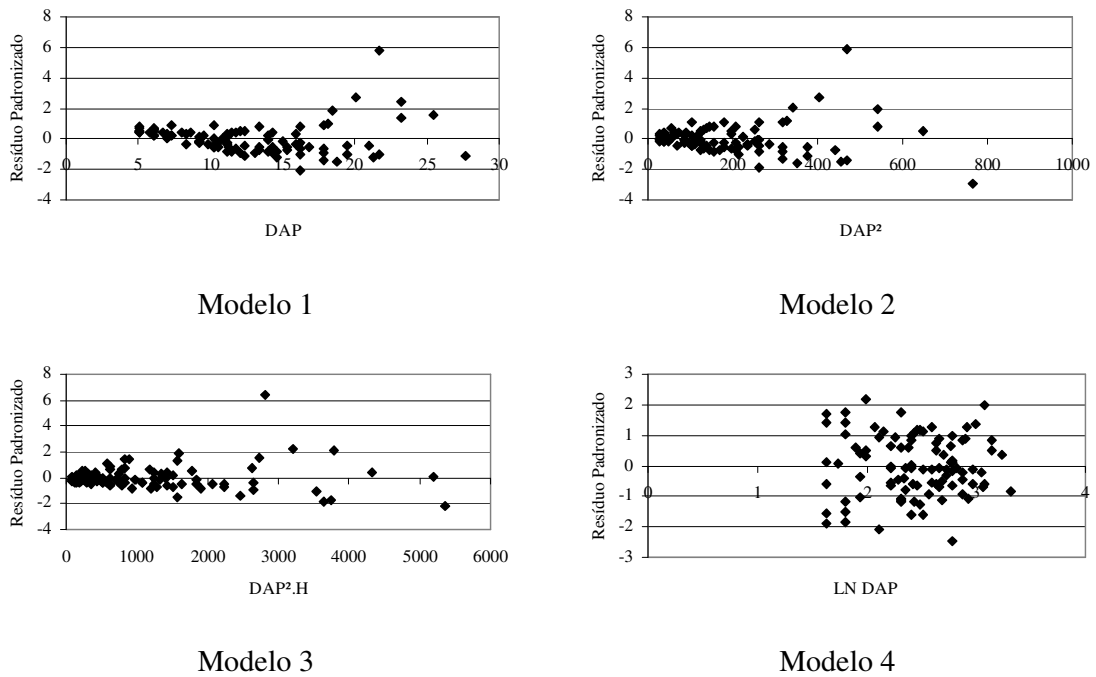 8
6
4
2
0
-2
-4
0 5 10 15 20 25 30
Resíduo Padronizado
DAP
Modelo 1
8
6
4
2
0
-2
-4
0 200 400 600 800 1000
Resíduo Padronizado
DAP²
Modelo 2
8
6
4
2
0
-2
-4
0 1000 2000 3000 4000 5000 6000
Resíduo Padronizado
DAP².H
Modelo 3
3
2
1
0
-1
-2
-3
0 1 2 3 4
Resíduo Padronizado
LN DAP
Modelo 4